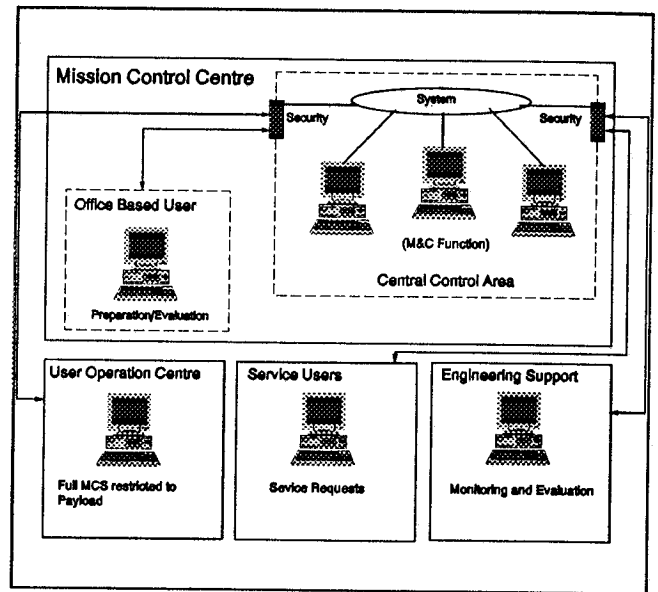 Mission Control Centre
System
Security
Security
Office Based User
(M&C Function)
Central Control Area
Preparation/Evaluation
User Operation Centre
Service Users
Engineering Support
Full MCS restricted to
Payload
Sevice Requests
Monitoring and Evaluation